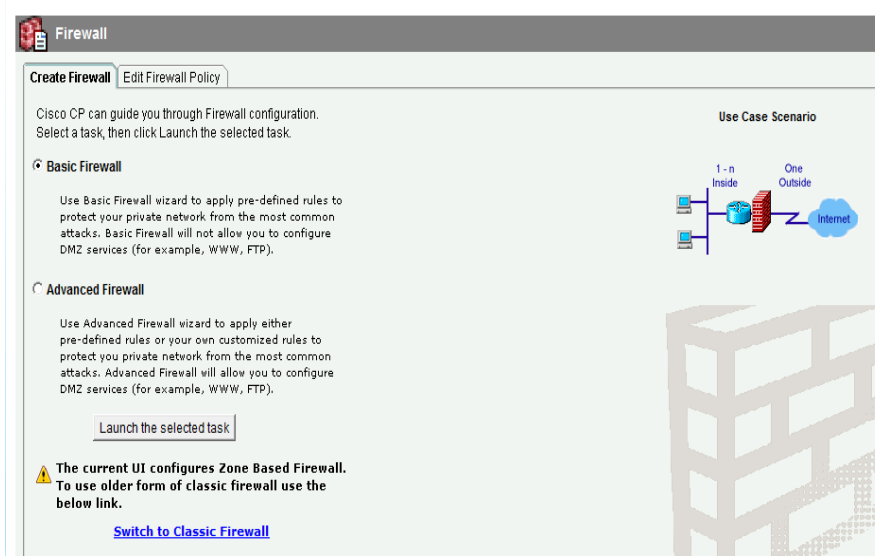 Firewall
Create Firewall
Edit Firewall Policy
Cisco CP can guide you through Firewall configuration.
Select a task, then click Launch the selected task.
Use Case Scenario
Basic Firewall
Use Basic Firewall wizard to apply pre-defined rules to
protect your private network from the most common
attacks. Basic Firewall will not allow you to configure
DMZ services (for example, WWW, FTP).
1 - n
Inside
One
Outside
Internet
Advanced Firewall
Use Advanced Firewall wizard to apply either
pre-defined rules or your own customized rules to
protect you private network from the most common
attacks. Advanced Firewall will allow you to configure
DMZ services (for example, WWW, FTP).
Launch the selected task
The current UI configures Zone Based Firewall.
To use older form of classic firewall use the
below link.
Switch to Classic Firewall